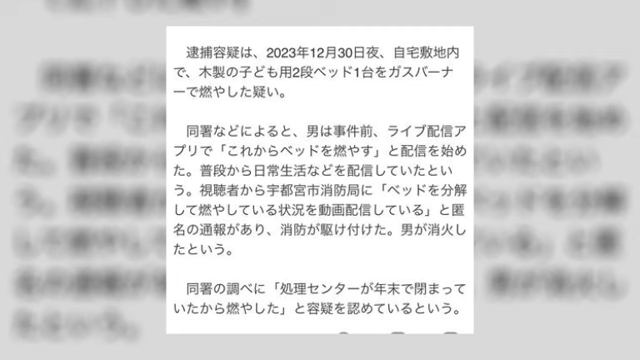 逮捕容疑は、2023年12月30日夜、自宅敷地内
で、木製の子ども用2段ベッド1台をガスバーナ
ーで燃やした疑い。
同署などによると、男は事件前、ライブ配信ア
プリで「これからベッドを燃やす」と配信を始め
た。普段から日常生活などを配信していたとい
う。視聴者から宇都宮市消防局に「ベッドを分解
して燃やしている状況を動画配信している」と匿
名の通報があり、消防が駆け付けた。男が消火し
たという。
同署の調べに「処理センターが年末で閉まって
いたから燃やした」と容疑を認めているという。